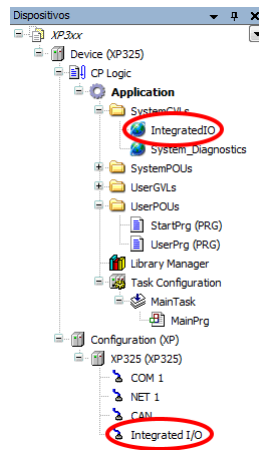 Dispositivos
XP3xx
Device (XP325)
CP Logic
Application
SystemGVLs
IntegratedIO
System_Diagnostics
SystemPOUs
UserGVLs
UserPOUs
StartPrg (PRG)
UserPrg (PRG)
Library Manager
Task Configuration
MainTask
MainPrg
Configuration (XP)
XP325 (XP325)
COM 1
NET 1
CAN
Integrated I/O